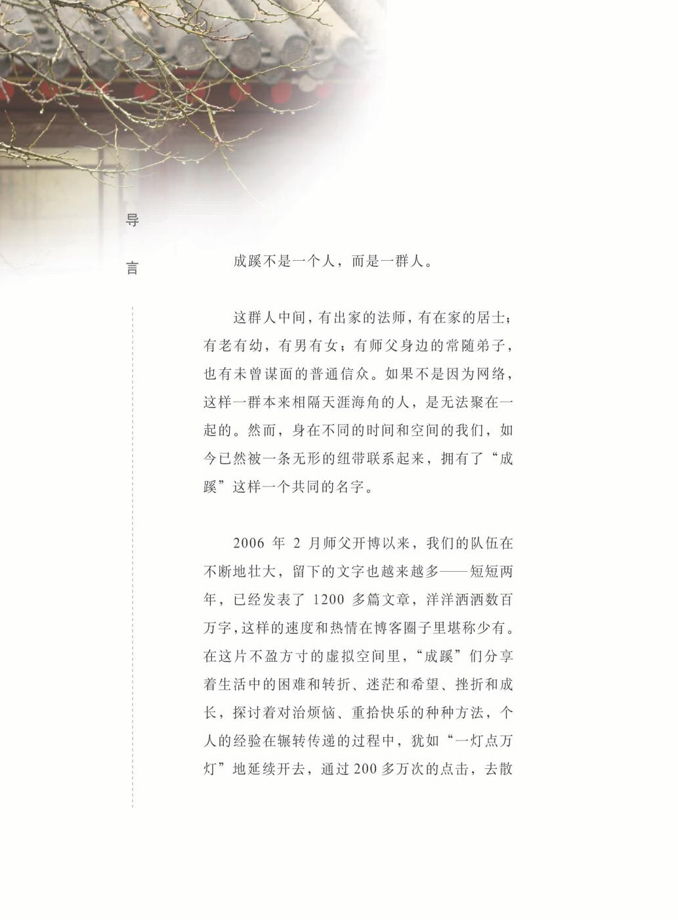 导
言
成蹊不是一个人，而是一群人。
这群人中间，有出家的法师，有在家的居士；
有老有幼，有男有女；有师父身边的常随弟子，
也有未曾谋面的普通信众。如果不是因为网络，
这样一群本来相隔天涯海角的人，是无法聚在一
起的。然而，身在不同的时间和空间的我们，如
今已然被一条无形的纽带联系起来，拥有了“成
蹊”这样一个共同的名字。
2006 年 2 月师父开博以来，我们的队伍在
不断地壮大，留下的文字也越来越多——短短两
年，已经发表了 1200 多篇文章，洋洋洒洒数百
万字，这样的速度和热情在博客圈子里堪称少有。
在这片不盈方寸的虚拟空间里，“成蹊”们分享
着生活中的困难和转折、迷茫和希望、挫折和成
长，探讨着对治烦恼、重拾快乐的种种方法，个
人的经验在辗转传递的过程中，犹如“一灯点万
灯”地延续开去，通过 200 多万次的点击，去散